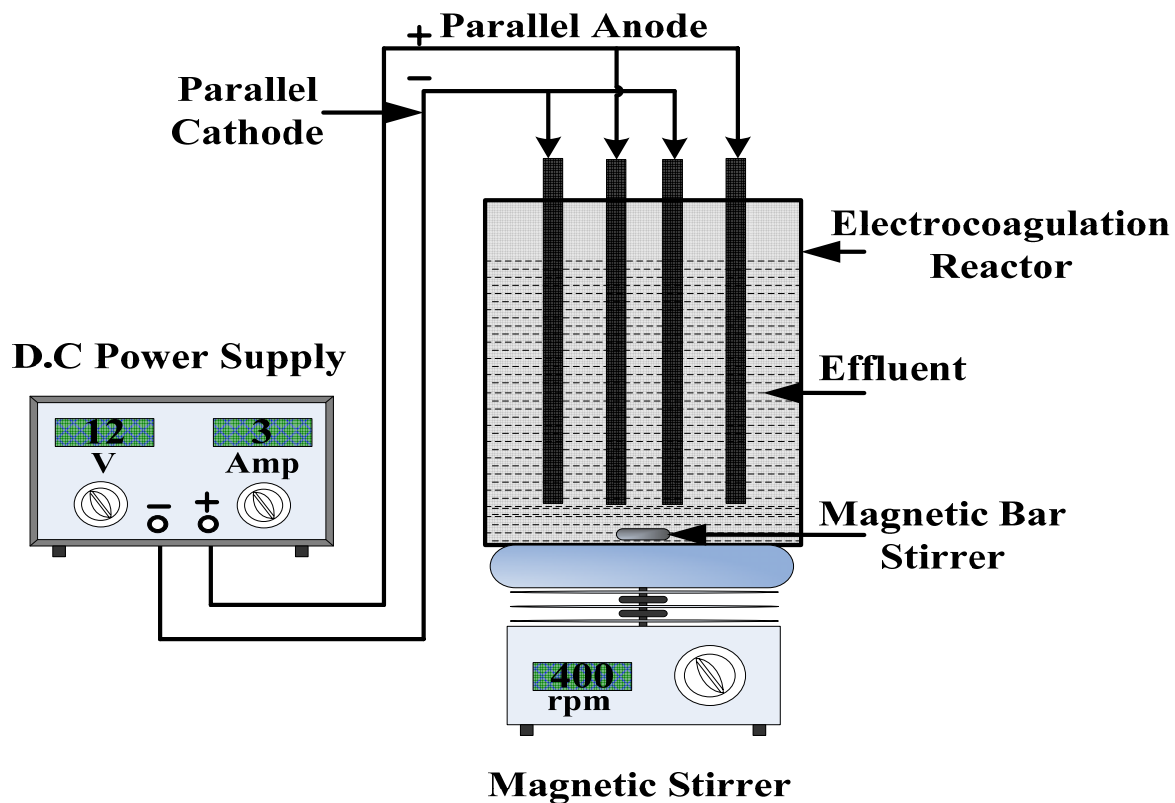 + Parallel Anode
−
Parallel
Cathode
Electrocoagulation
Reactor
D.C Power Supply
Effluent
12 3
V Amp
− +
Magnetic Bar
Stirrer
400
rpm
Magnetic Stirrer